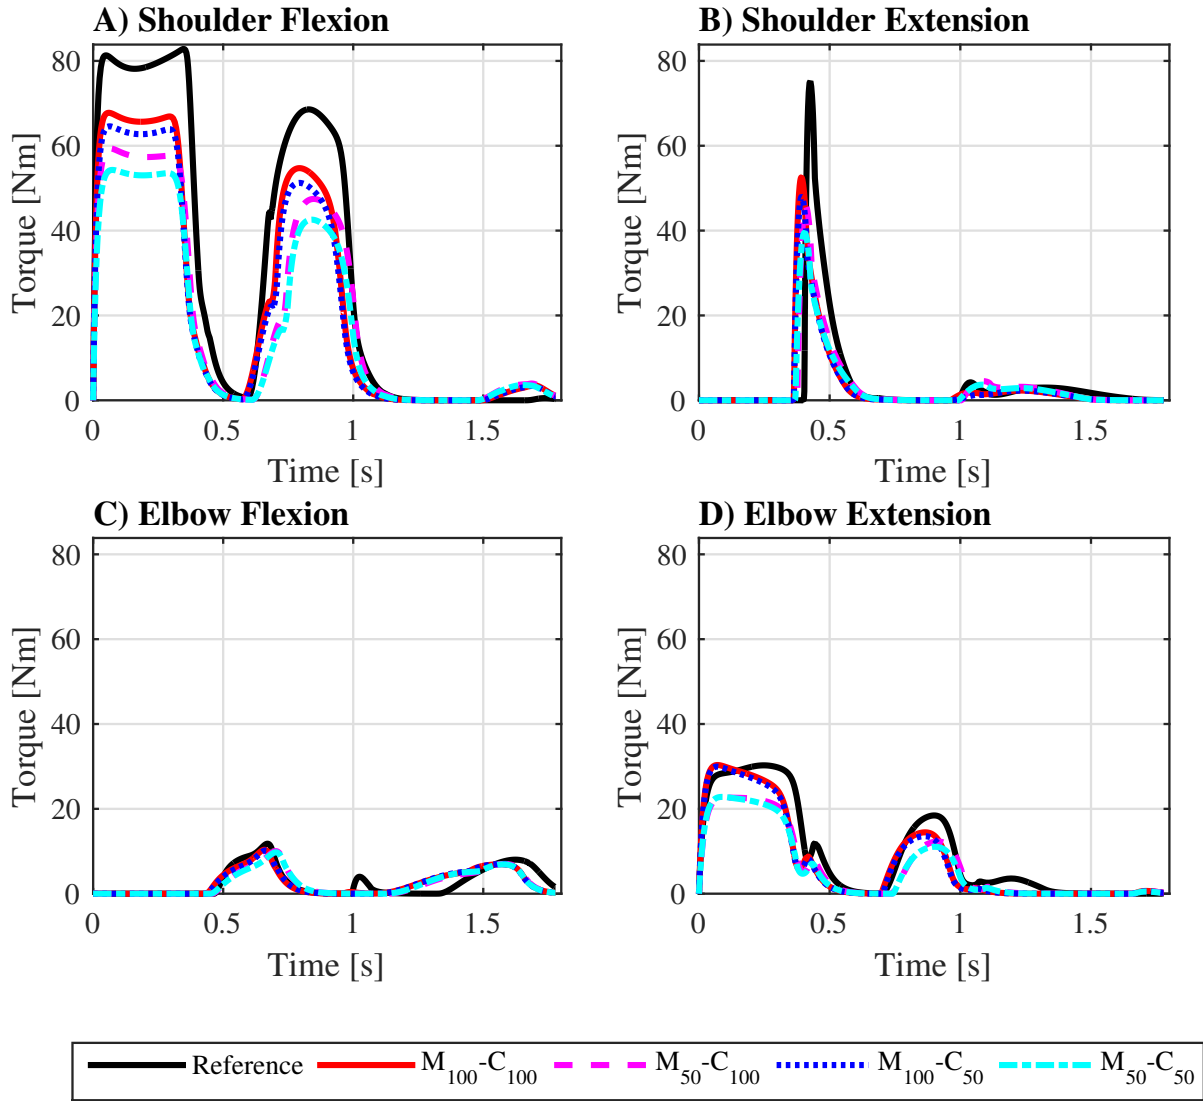 A) Shoulder Flexion
B) Shoulder Extension
80
60
40
20
0
Torque [Nm]
0 0.5 1 1.5
Time [s]
80
60
40
20
0
Torque [Nm]
0 0.5 1 1.5
Time [s]
C) Elbow Flexion
D) Elbow Extension
80
60
40
20
0
Torque [Nm]
0 0.5 1 1.5
Time [s]
80
60
40
20
0
Torque [Nm]
0 0.5 1 1.5
Time [s]
Reference M100-C100 M50-C100 M100-C50 M50-C50